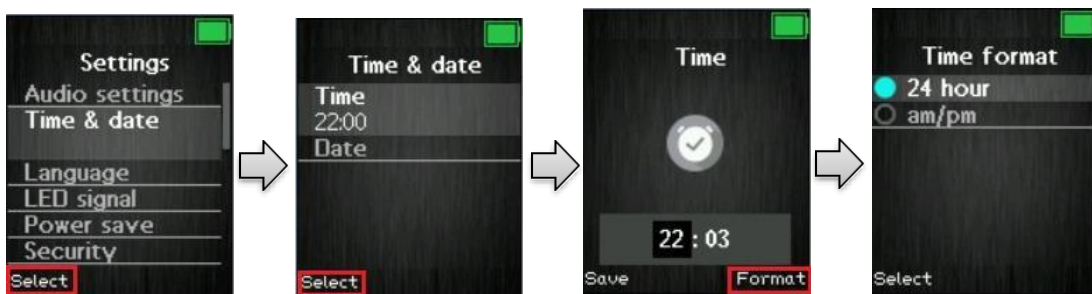 Settings
Audio settings
Time & date
Language
LED signal
Power save
Security
Select
Time & date
Time
22:00
Date
Select
Time
22 : 03
Save Format
Time format
24 hour
am/pm
Select